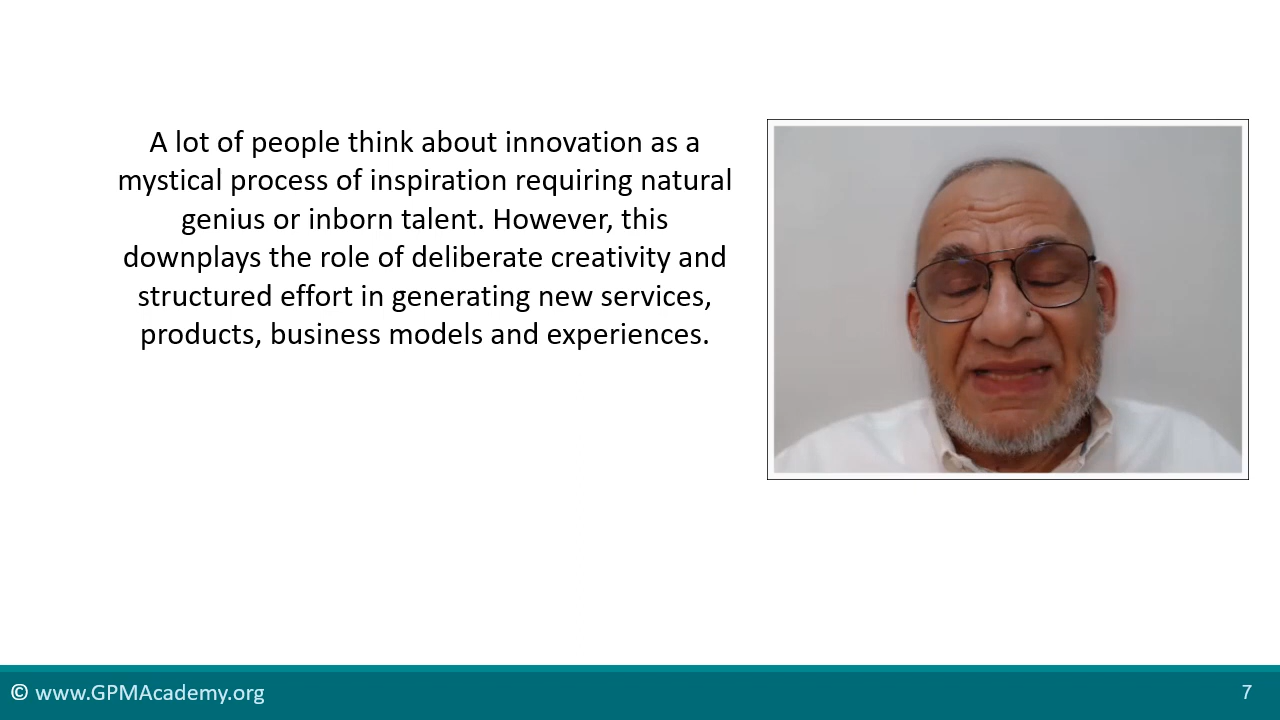 A lot of people think about innovation as a
mystical process of inspiration requiring natural
genius or inborn talent. However, this
downplays the role of deliberate creativity and
structured effort in generating new services,
products, business models and experiences.
© www.GPMAcademy.org
7